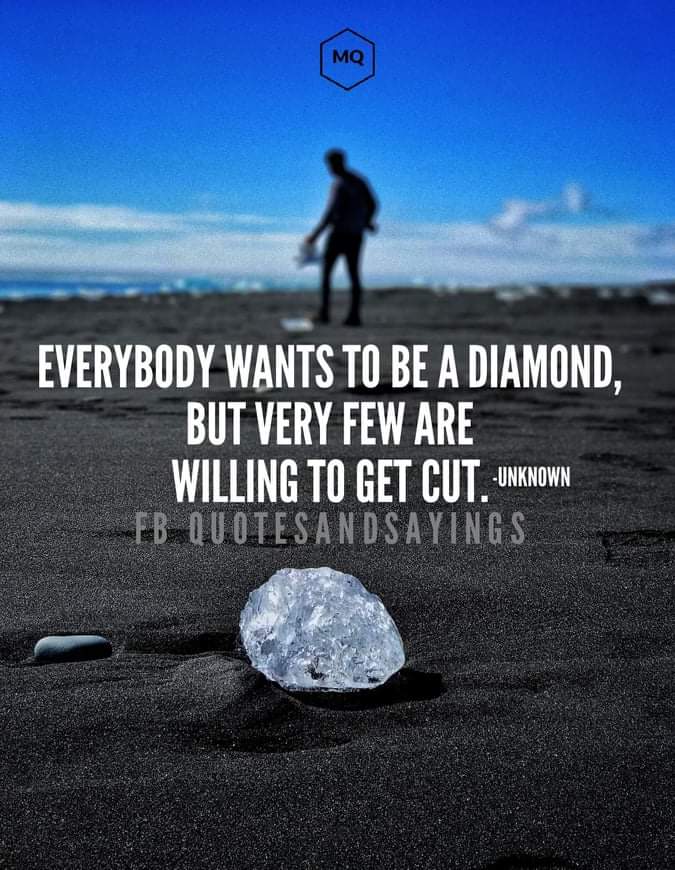 MQ
EVERYBODY WANTS TO BE A DIAMOND,
BUT VERY FEW ARE
WILLING TO GET CUT. -UNKNOWN
FB QUOTESANDSAYINGS